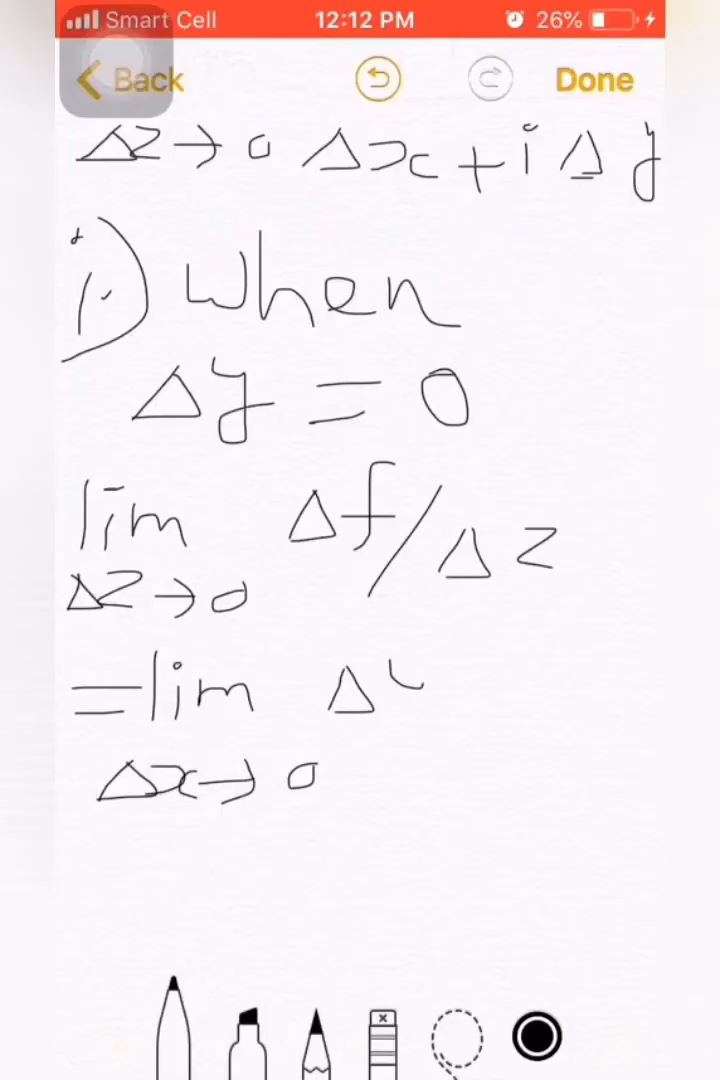 Smart Cell 12:12 PM 26%
Back Done
Δz→0 Δx+iΔy
i.) when
Δy = 0
lim Δf/Δz
Δz→0
=lim Δ
Δx→0